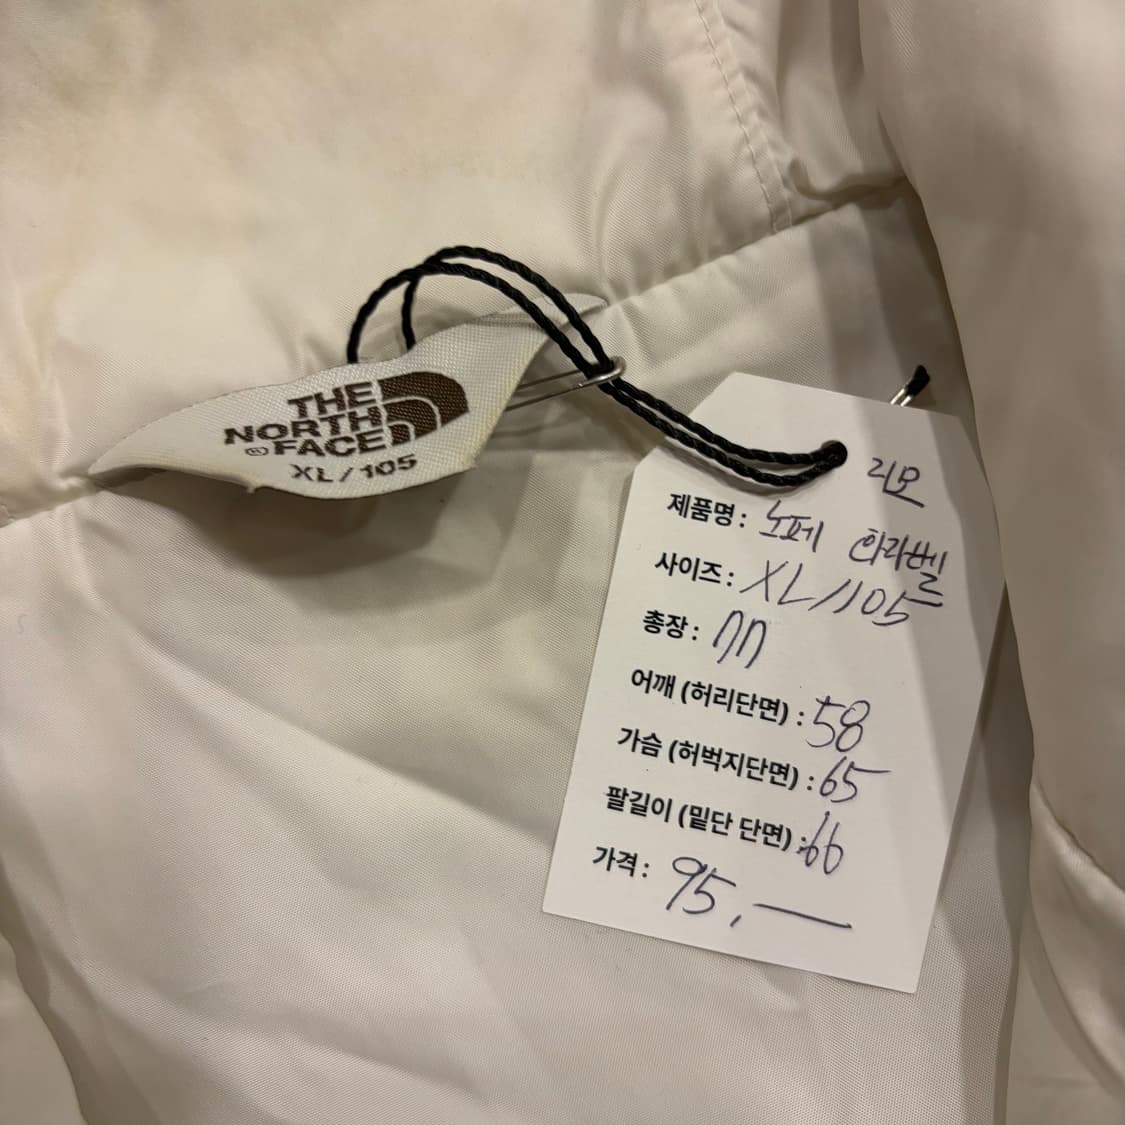 THE
NORTH
FACE
XL/105
리모
제품명: 노페 하라벨
사이즈: XL/105
총장: 77
어깨 (허리단면) : 58
가슴 (허벅지단면) : 65
팔길이 (밑단 단면) : 66
가격: 95,—